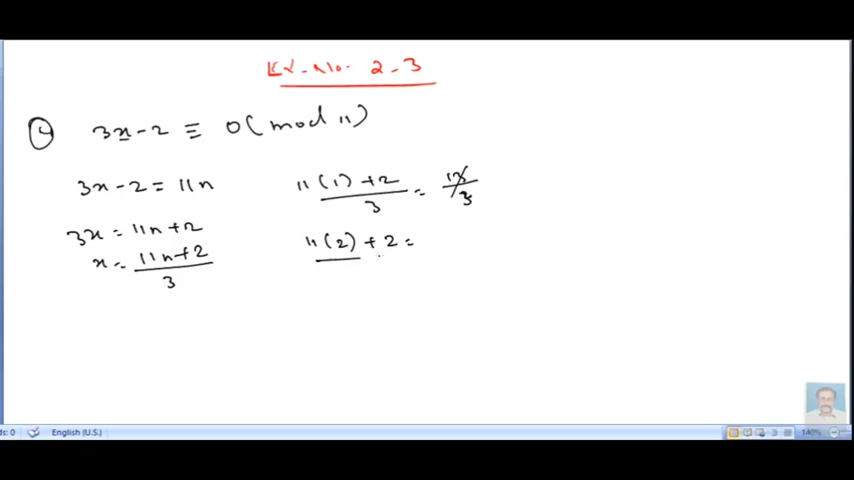 Ex-No- 2-3
④ 3x-2 ≡ 0(mod 11)
3x-2 = 11n
3x = 11n+2
x = 11n+2 / 3
11(1)+2 / 3 = 13/3
11(2)+2 =
English (U.S.)
140%